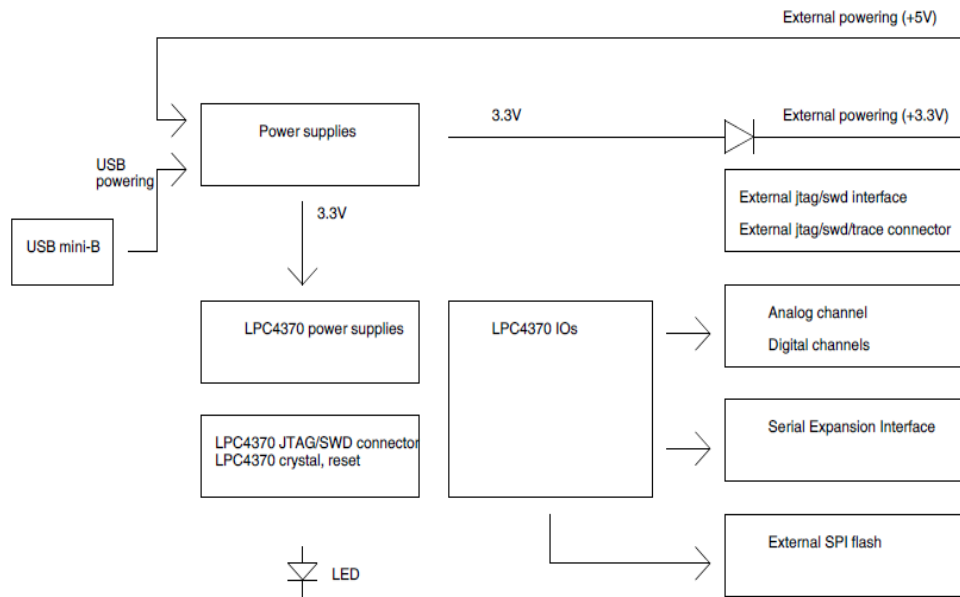 External powering (+5V)
Power supplies
3.3V
External powering (+3.3V)
USB
powering
External jtag/swd interface
External jtag/swd/trace connector
3.3V
USB mini-B
LPC4370 power supplies
LPC4370 IOs
Analog channel
Digital channels
LPC4370 JTAG/SWD connector
LPC4370 crystal, reset
Serial Expansion Interface
External SPI flash
LED